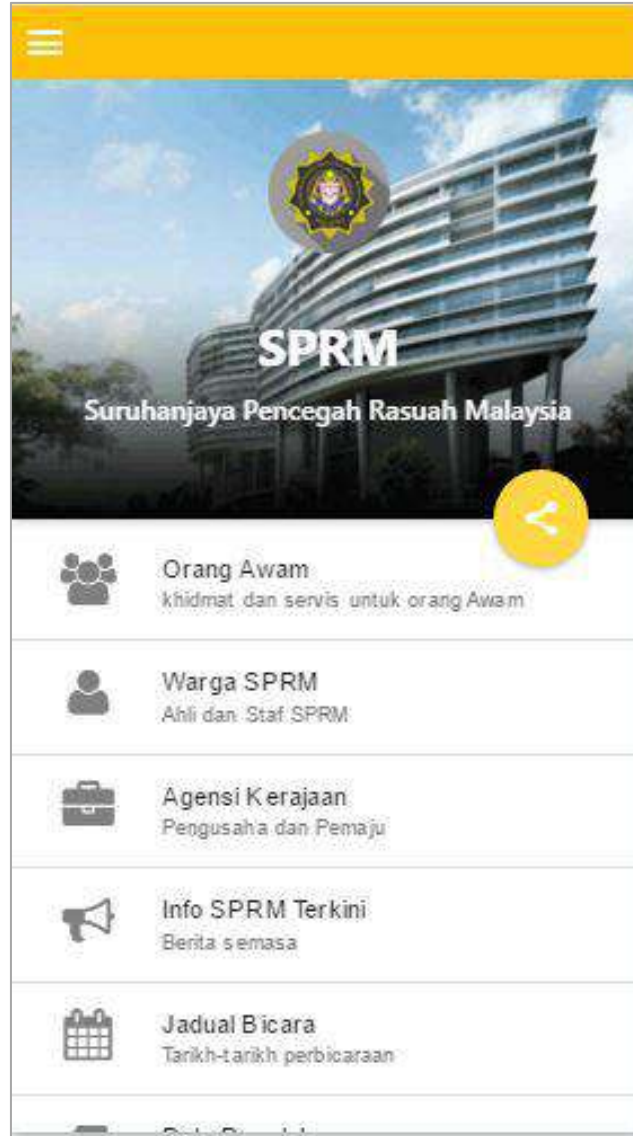 SPRM
Suruhanjaya Pencegah Rasuah Malaysia
Orang Awam
khidmat dan servis untuk orang Awam
Warga SPRM
Ahli dan Staf SPRM
Agensi Kerajaan
Pengusaha dan Pemaju
Info SPRM Terkini
Berita semasa
Jadual Bicara
Tarikh-tarikh perbicaraan